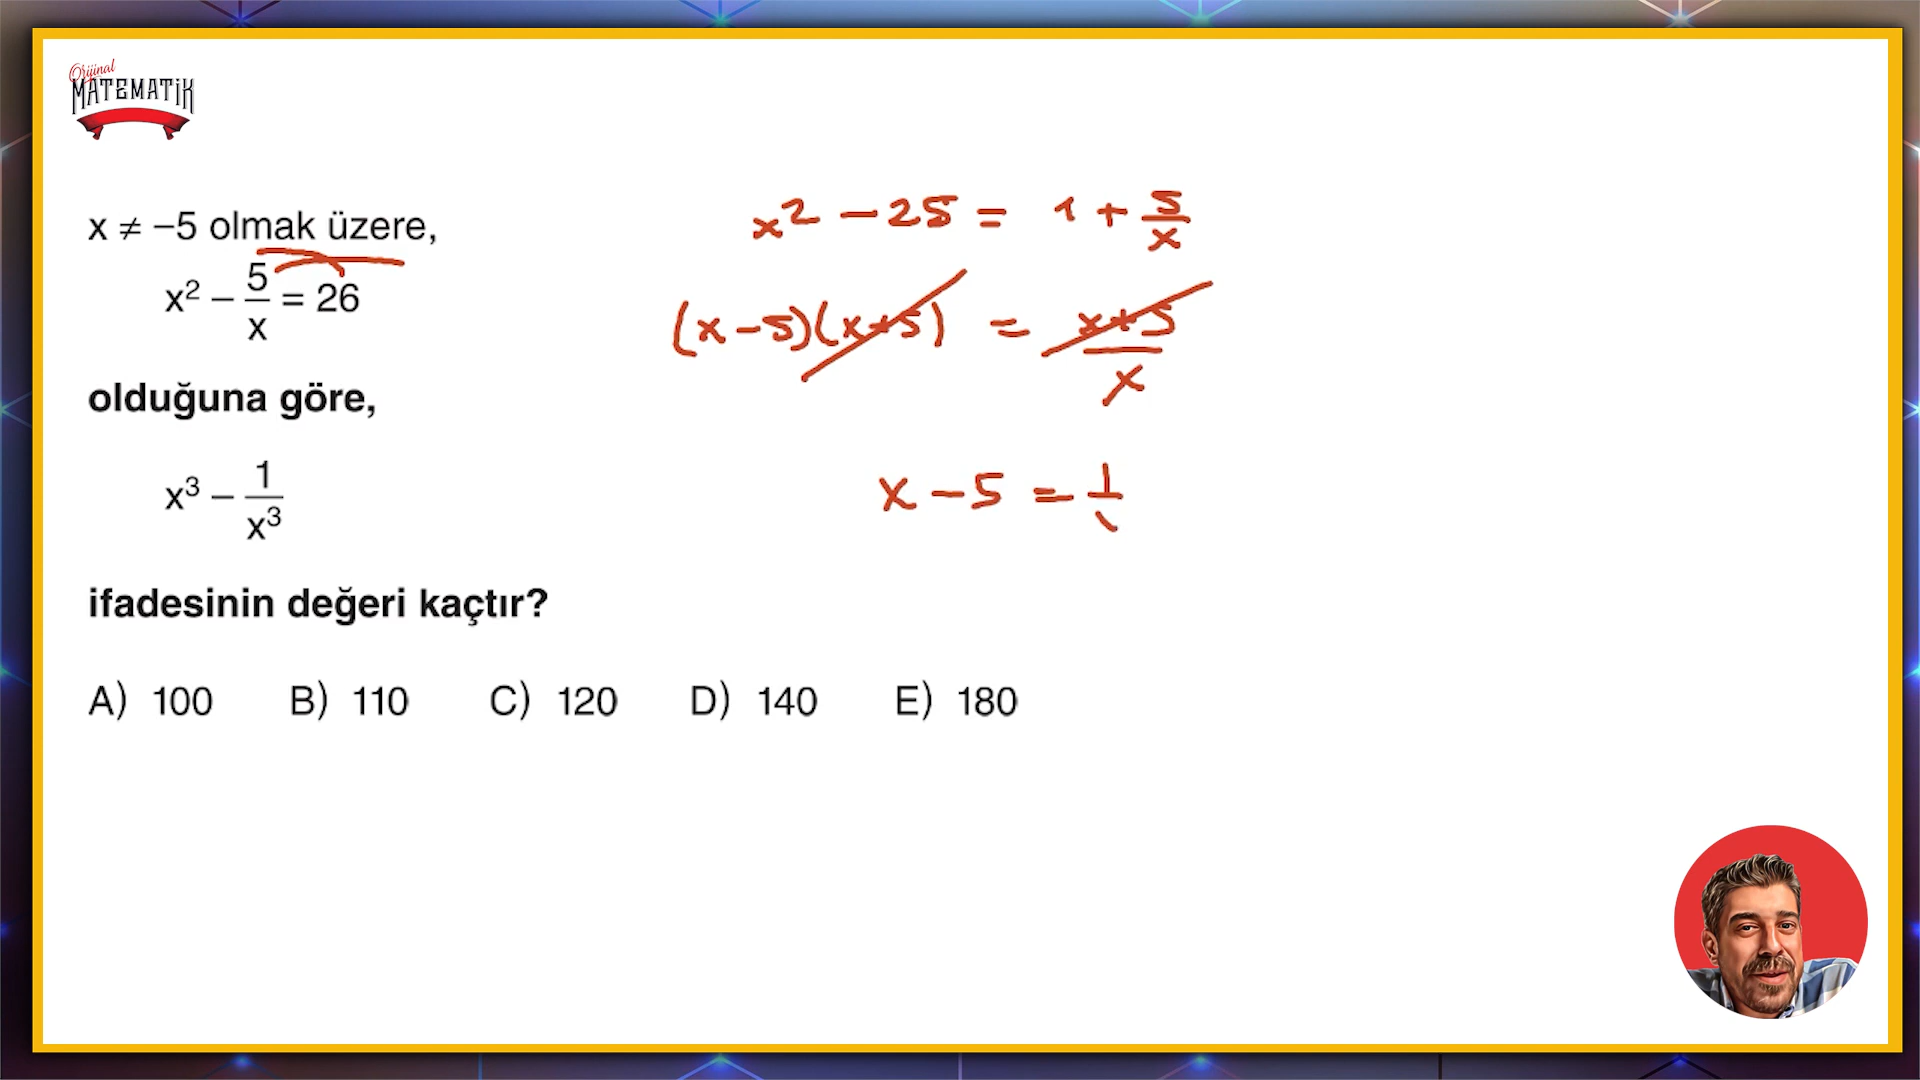 Orijinal
MATEMATİK
x ≠ −5 olmak üzere,
x² − 5/x = 26
olduğuna göre,
x³ − 1/x³
ifadesinin değeri kaçtır?
A) 100 B) 110 C) 120 D) 140 E) 180
x² − 25 = 1 + 5/x
(x − 5)(x + 5) = x + 5/x
x − 5 = 1/